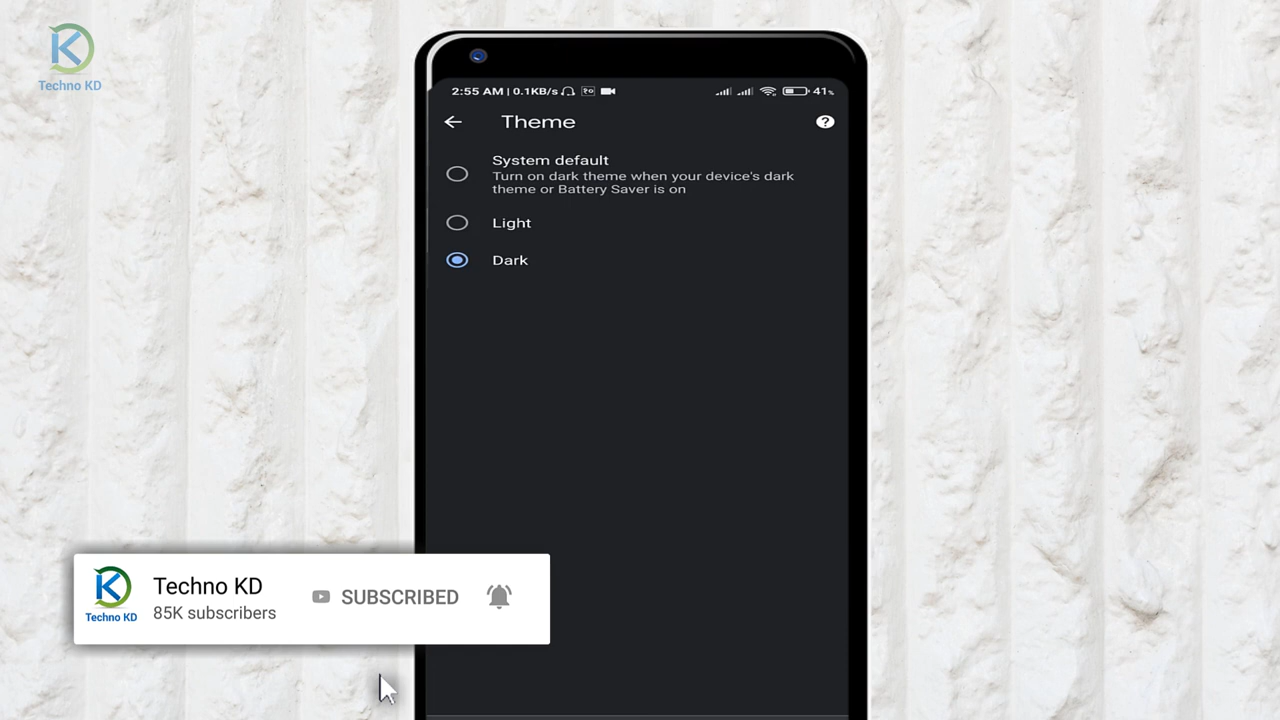 Techno KD
2:55 AM | 0.1KB/s 41%
Theme
System default
Turn on dark theme when your device's dark
theme or Battery Saver is on
Light
Dark
Techno KD
Techno KD
85K subscribers
SUBSCRIBED